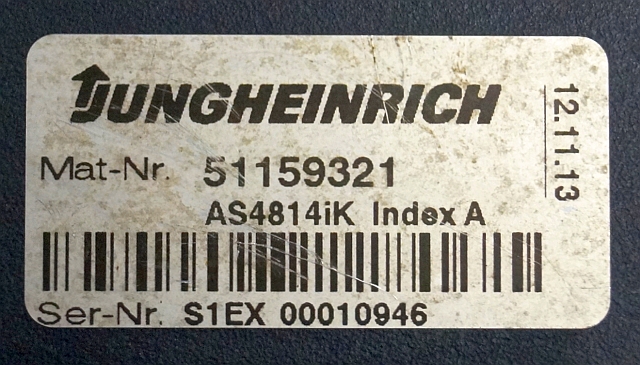 JUNGHEINRICH
12.11.13
Mat-Nr. 51159321
AS4814iK Index A
Ser-Nr. S1EX 00010946